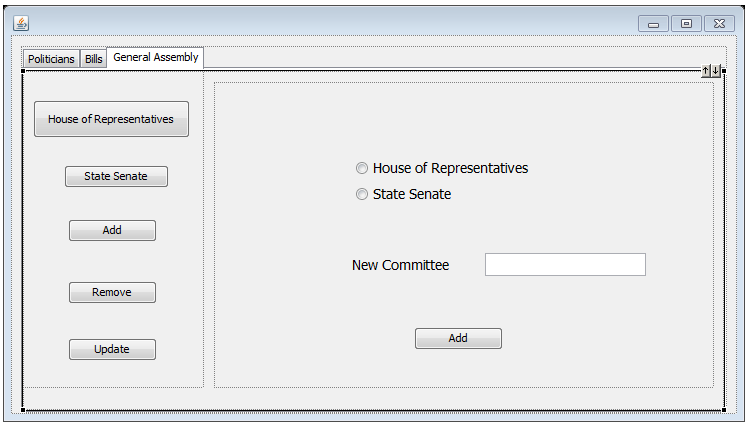 Politicians Bills General Assembly
House of Representatives
State Senate
Add
Remove
Update
House of Representatives
State Senate
New Committee
Add